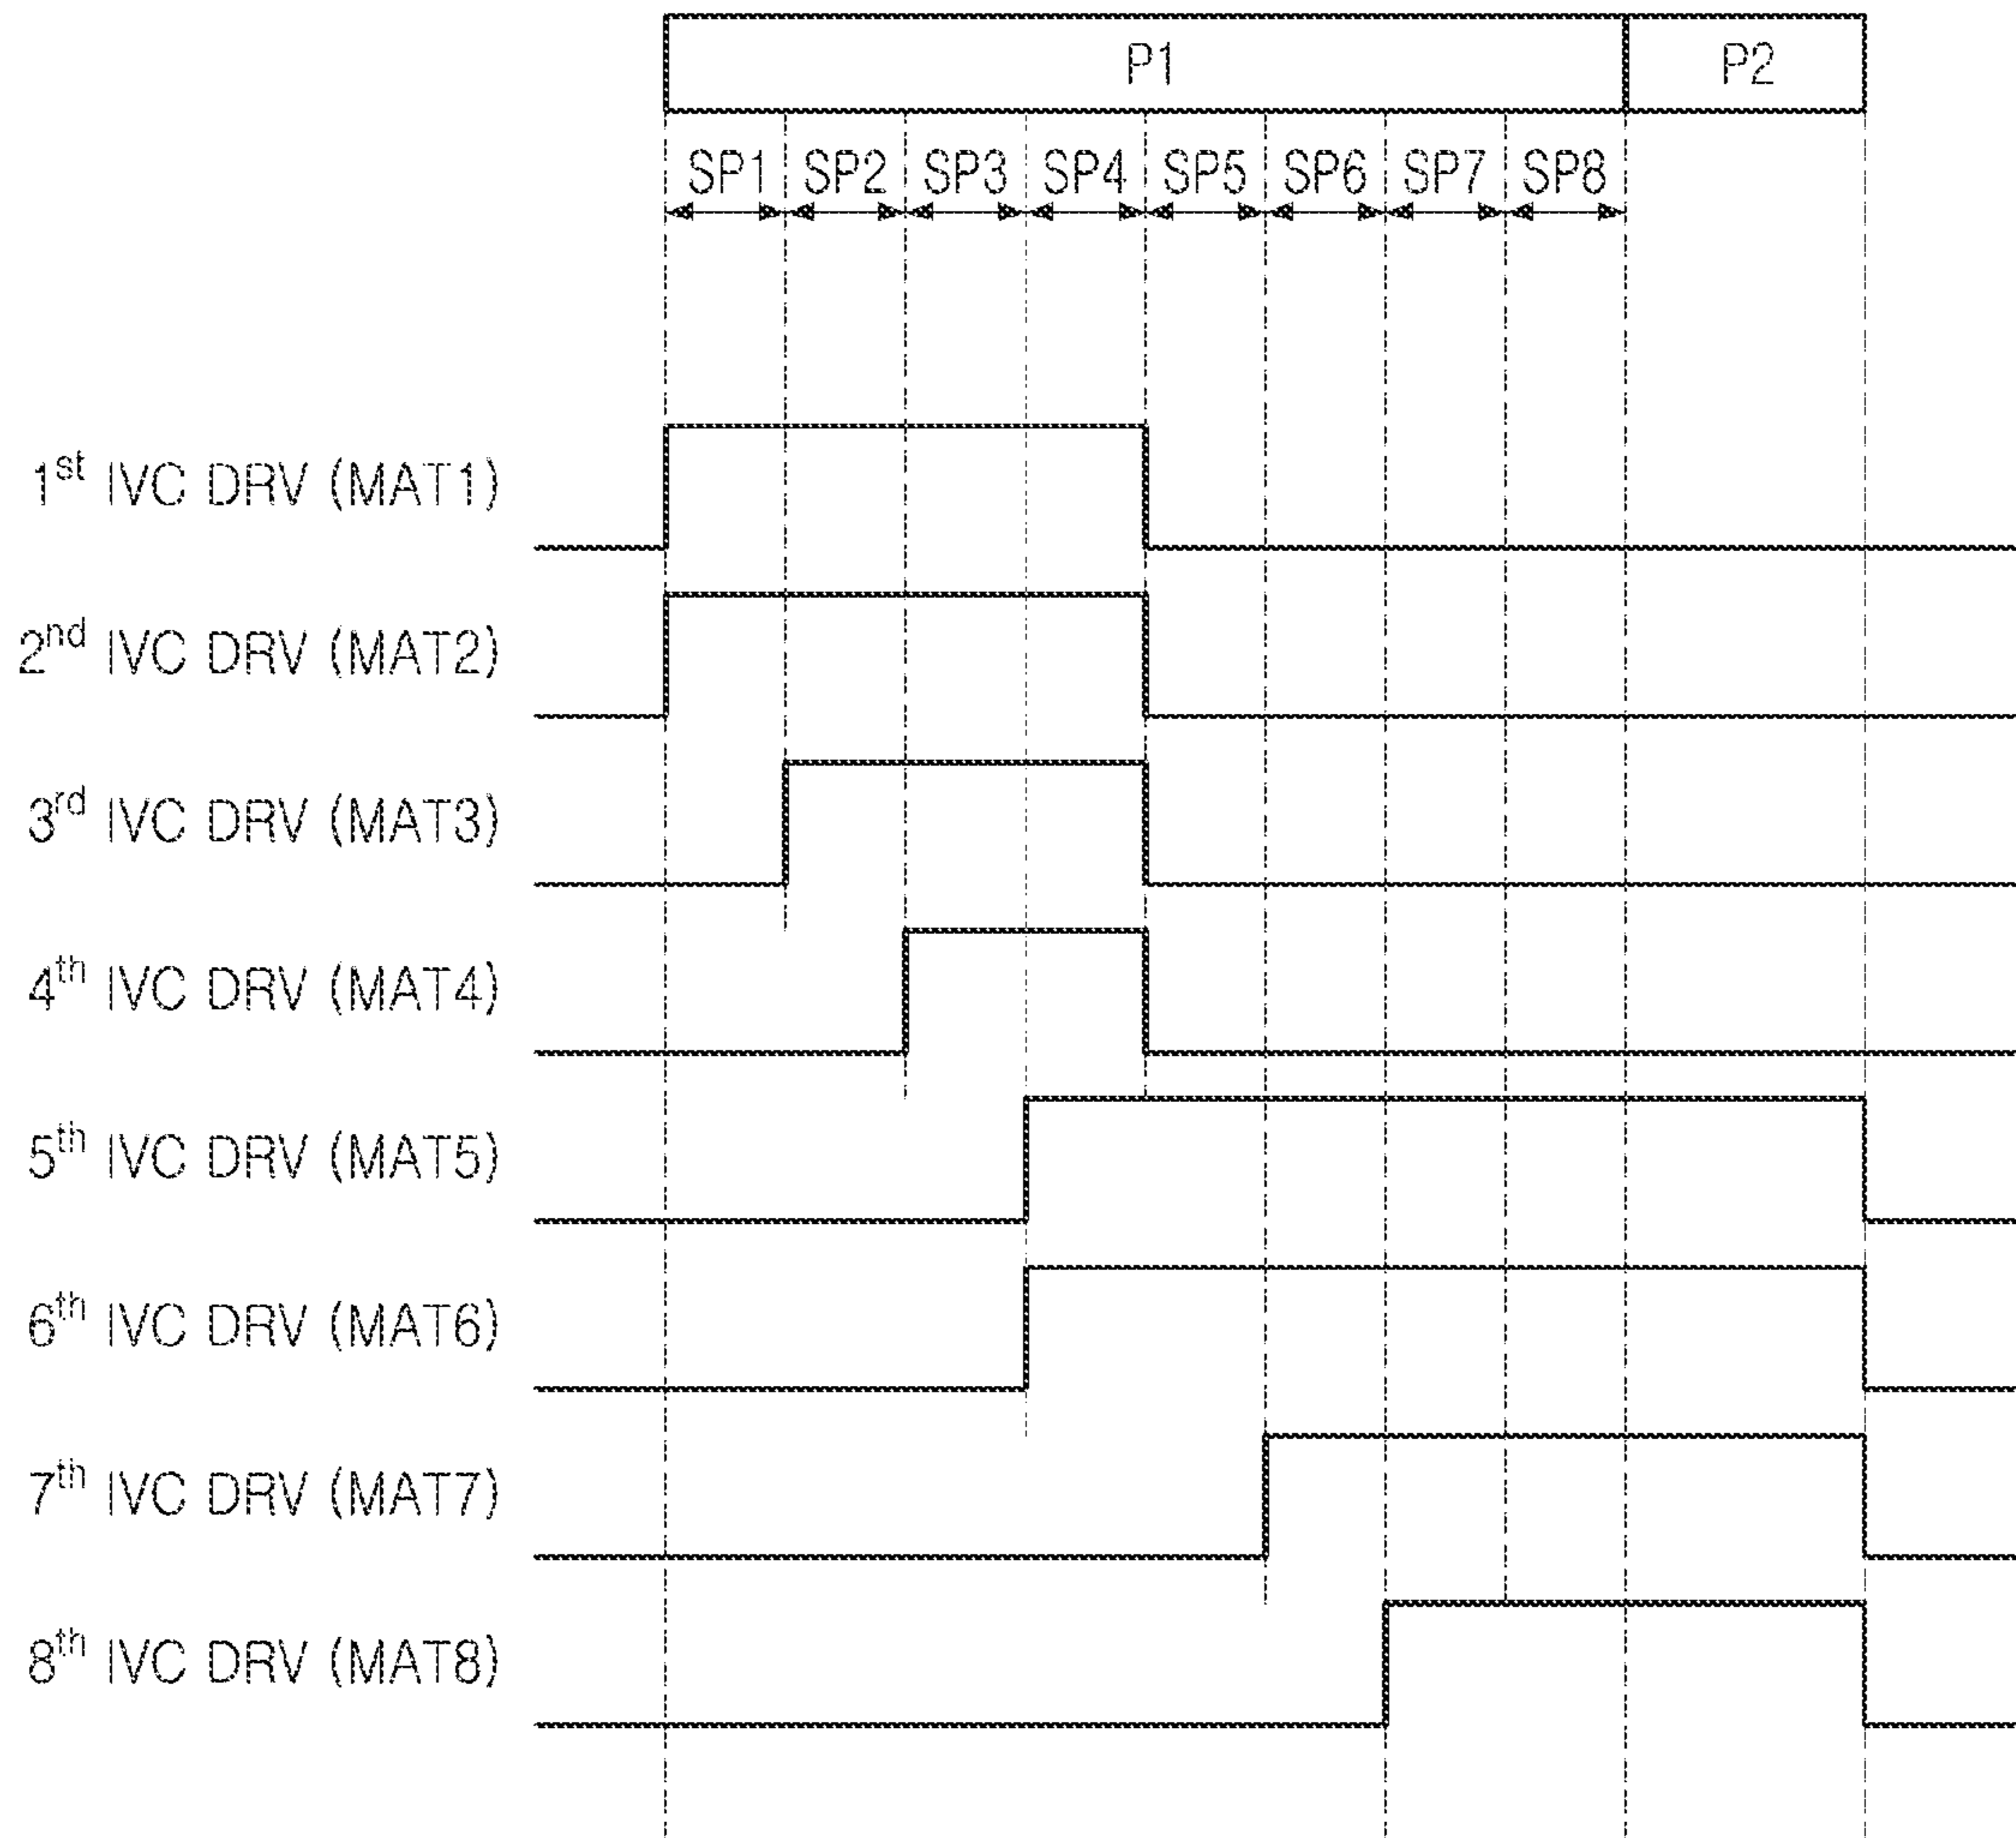 P1 P2
SP1 SP2 SP3 SP4 SP5 SP6 SP7 SP8
1st IVC DRV (MAT1)
2nd IVC DRV (MAT2)
3rd IVC DRV (MAT3)
4th IVC DRV (MAT4)
5th IVC DRV (MAT5)
6th IVC DRV (MAT6)
7th IVC DRV (MAT7)
8th IVC DRV (MAT8)